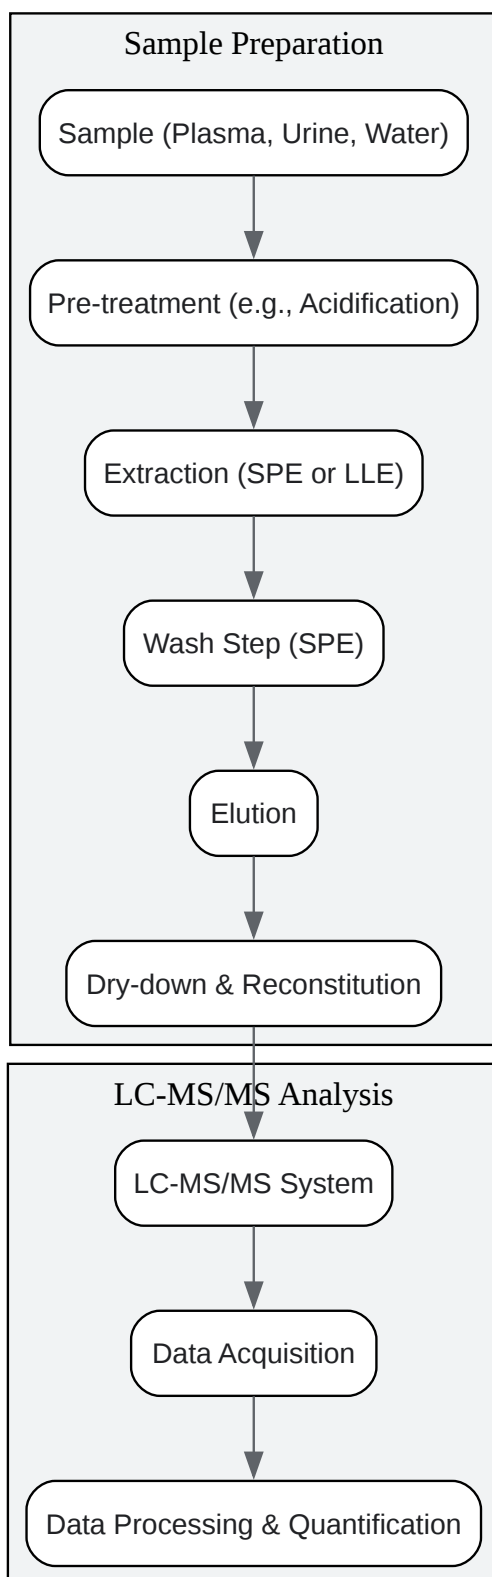 Sample Preparation
Sample (Plasma, Urine, Water)
Pre-treatment (e.g., Acidification)
Extraction (SPE or LLE)
Wash Step (SPE)
Elution
Dry-down & Reconstitution
LC-MS/MS Analysis
LC-MS/MS System
Data Acquisition
Data Processing & Quantification